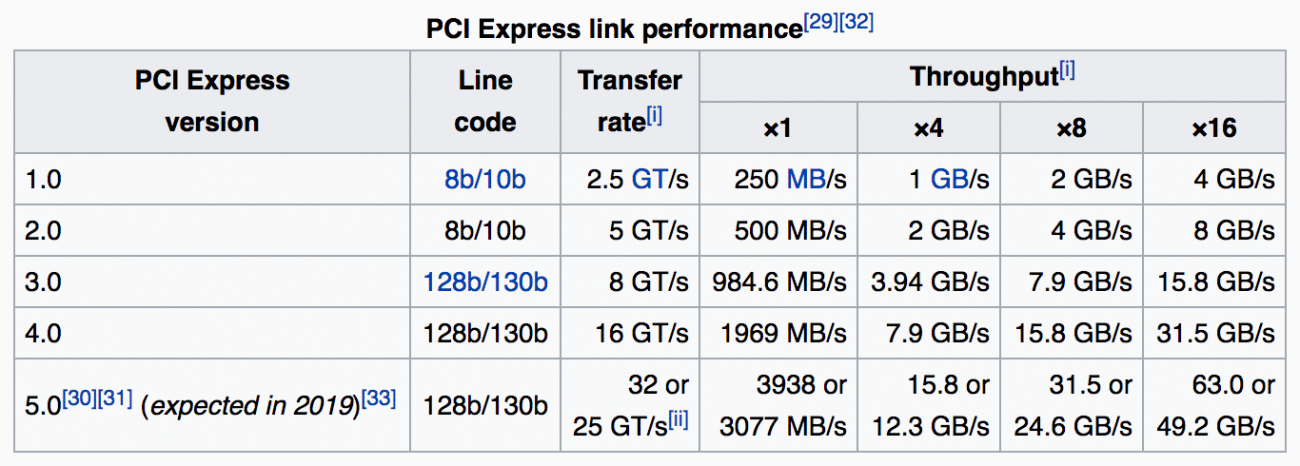 PCI Express link performance[29][32]
PCI Express version Line code Transfer rate[i] Throughput[i]
×1 ×4 ×8 ×16
1.0 8b/10b 2.5 GT/s 250 MB/s 1 GB/s 2 GB/s 4 GB/s
2.0 8b/10b 5 GT/s 500 MB/s 2 GB/s 4 GB/s 8 GB/s
3.0 128b/130b 8 GT/s 984.6 MB/s 3.94 GB/s 7.9 GB/s 15.8 GB/s
4.0 128b/130b 16 GT/s 1969 MB/s 7.9 GB/s 15.8 GB/s 31.5 GB/s
5.0[30][31] (expected in 2019)[33] 128b/130b 32 or 25 GT/s[ii] 3938 or 3077 MB/s 15.8 or 12.3 GB/s 31.5 or 24.6 GB/s 63.0 or 49.2 GB/s